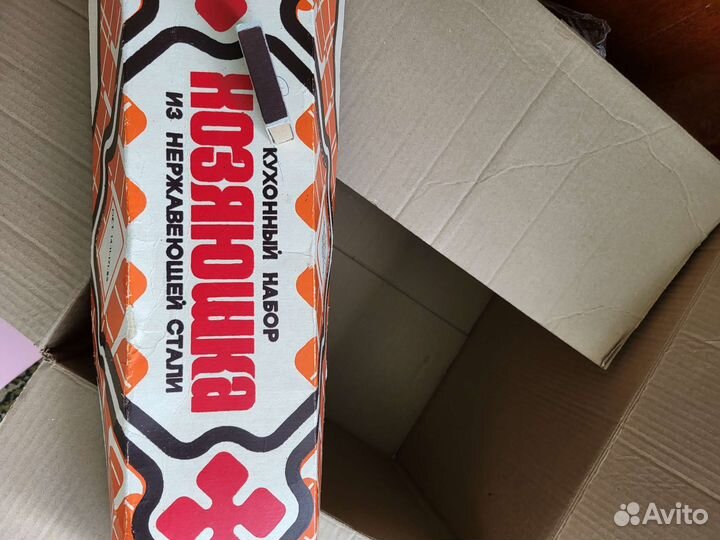 КУХОННЫЙ НАБОР
ХОЗЯЮШКА
ИЗ НЕРЖАВЕЮЩЕЙ СТАЛИ
Avito